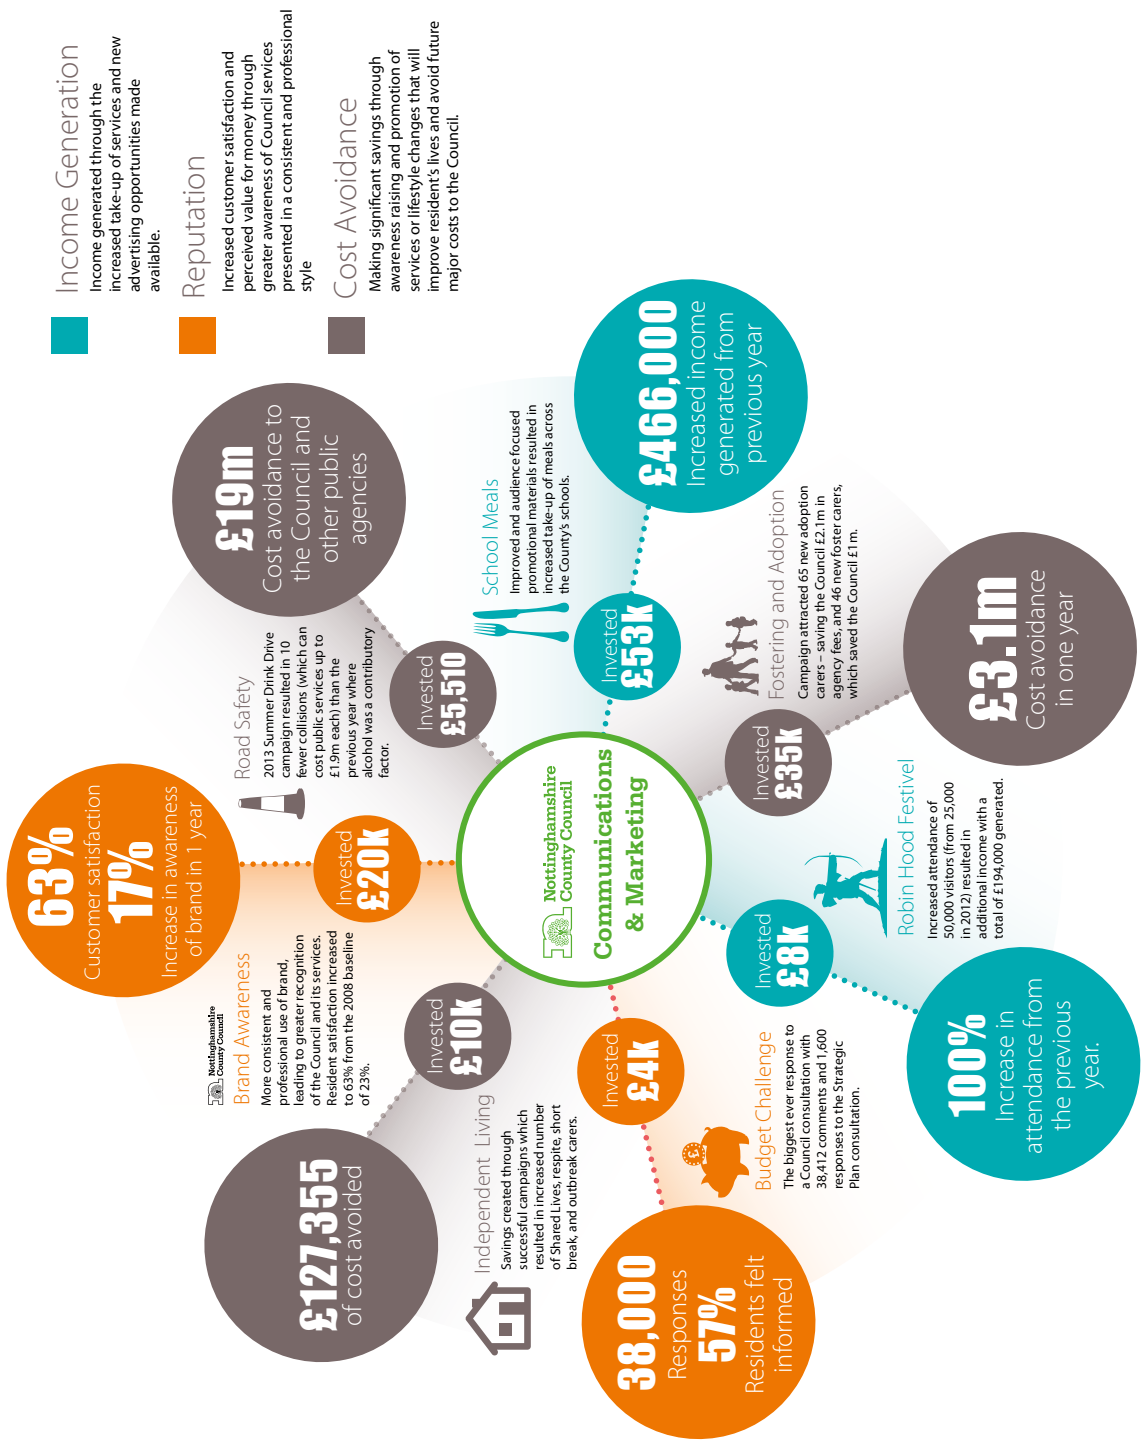 Income Generation
Income generated through the
increased take-up of services and new
advertising opportunities made
available.
Reputation
Increased customer satisfaction and
perceived value for money through
greater awareness of Council services
presented in a consistent and professional
style
Cost Avoidance
Making significant savings through
awareness raising and promotion of
services or lifestyle changes that will
improve resident's lives and avoid future
major costs to the Council.
Nottinghamshire
County Council
Communications
& Marketing
63%
Customer satisfaction
17%
Increase in awareness
of brand in 1 year
Invested
£20k
Nottinghamshire
County Council
Brand Awareness
More consistent and
professional use of brand,
leading to greater recognition
of the Council and its services.
Resident satisfaction increased
to 63% from the 2008 baseline
of 23%.
£19m
Cost avoidance to
the Council and
other public
agencies
Invested
£5,510
Road Safety
2013 Summer Drink Drive
campaign resulted in 10
fewer collisions (which can
cost public services up to
£1.9m each) than the
previous year where
alcohol was a contributory
factor.
School Meals
Improved and audience focused
promotional materials resulted in
increased take-up of meals across
the County's schools.
Invested
£53k
£466,000
Increased income
generated from
previous year
Fostering and Adoption
Campaign attracted 65 new adoption
carers – saving the Council £2.1m in
agency fees, and 46 new foster carers,
which saved the Council £1m.
Invested
£35k
£3.1m
Cost avoidance
in one year
Robin Hood Festivel
Increased attendance of
50,000 visitors (from 25,000
in 2012) resulted in
additional income with a
total of £194,000 generated.
Invested
£8k
100%
Increase in
attendance from
the previous
year.
Budget Challenge
The biggest ever response to
a Council consultation with
38,412 comments and 1,600
responses to the Strategic
Plan consultation.
Invested
£4k
£
38,000
Responses
57%
Residents felt
informed
Independent Living
Savings created through
successful campaigns which
resulted in increased number
of Shared Lives, respite, short
break, and outbreak carers.
Invested
£10k
£127,355
of cost avoided